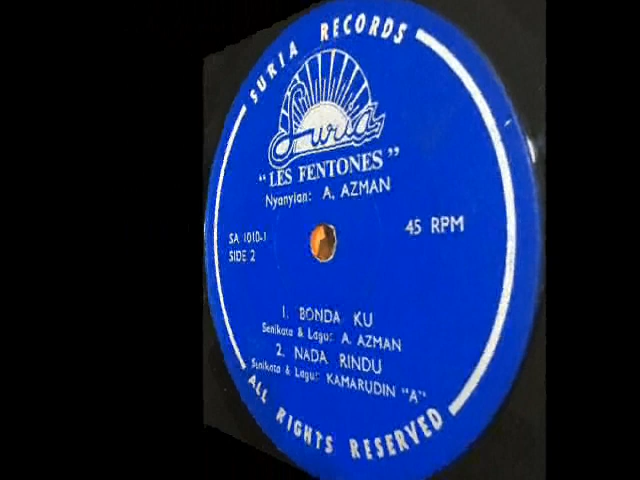 SURIA RECORDS
Suria
"LES FENTONES"
Nyanyian: A. AZMAN
45 RPM
SA 1010-1
SIDE 2
1. BONDA KU
Senikata & Lagu: A. AZMAN
2. NADA RINDU
Senikata & Lagu: KAMARUDIN "A"
ALL RIGHTS RESERVED